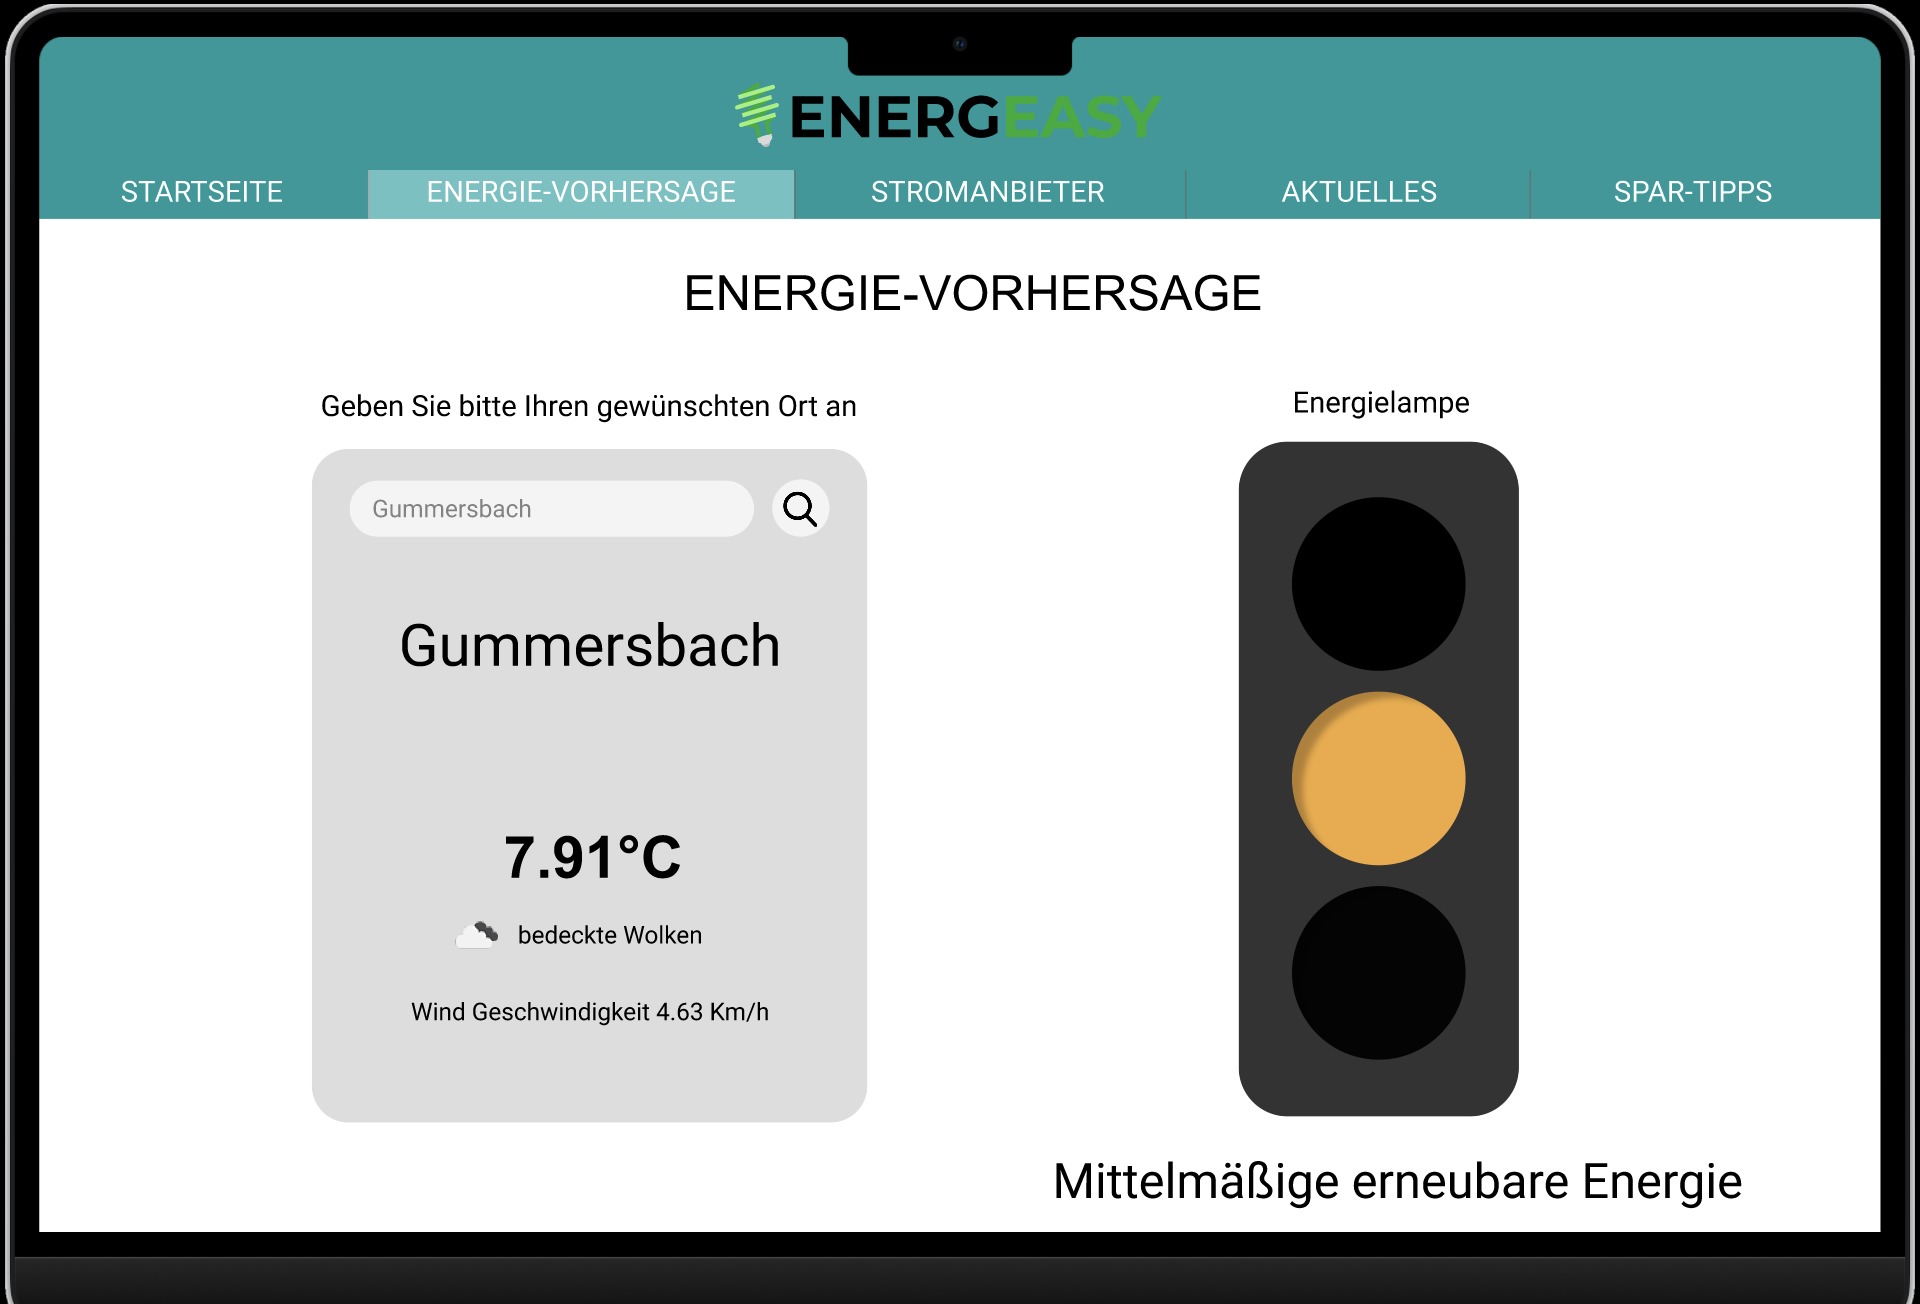 ENERGEASY
STARTSEITE
ENERGIE-VORHERSAGE
STROMANBIETER
AKTUELLES
SPAR-TIPPS
ENERGIE-VORHERSAGE
Geben Sie bitte Ihren gewünschten Ort an
Gummersbach
Gummersbach
7.91°C
bedeckte Wolken
Wind Geschwindigkeit 4.63 Km/h
Energielampe
Mittelmäßige erneubare Energie